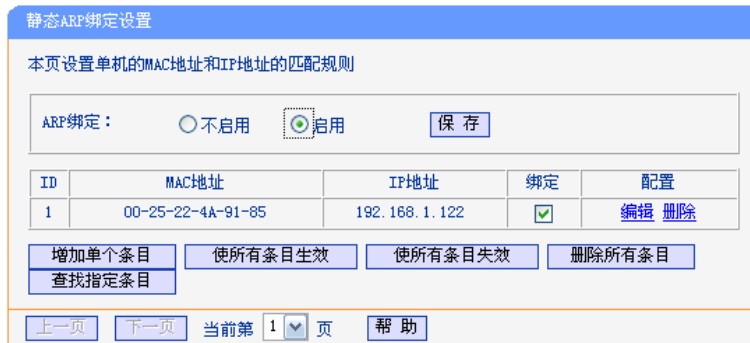 静态ARP绑定设置
本页设置单机的MAC地址和IP地址的匹配规则
ARP绑定： 不启用 启用 保 存
ID MAC地址 IP地址 绑定 配置
1 00-25-22-4A-91-85 192.168.1.122 编辑 删除
增加单个条目 使所有条目生效 使所有条目失效 删除所有条目
查找指定条目
上一页 下一页 当前第 1 页 帮 助